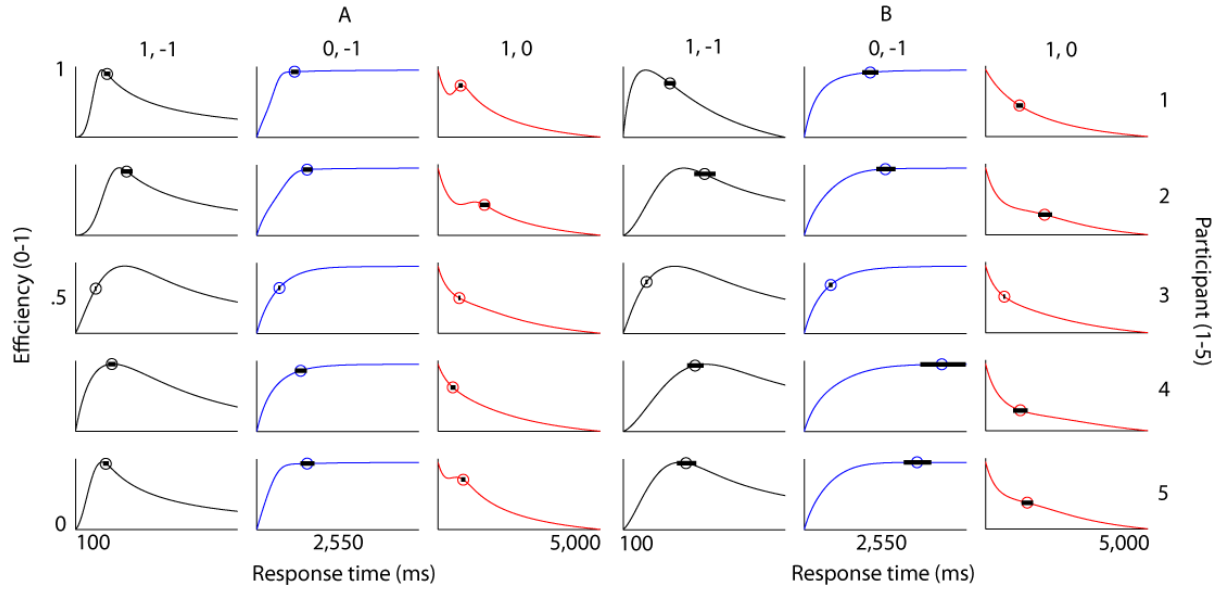 A B
1, -1 0, -1 1, 0 1, -1 0, -1 1, 0
1
1
2
.5
3
4
5
0
100 2,550 5,000 100 2,550 5,000
Response time (ms) Response time (ms)
Efficiency (0-1)
Participant (1-5)